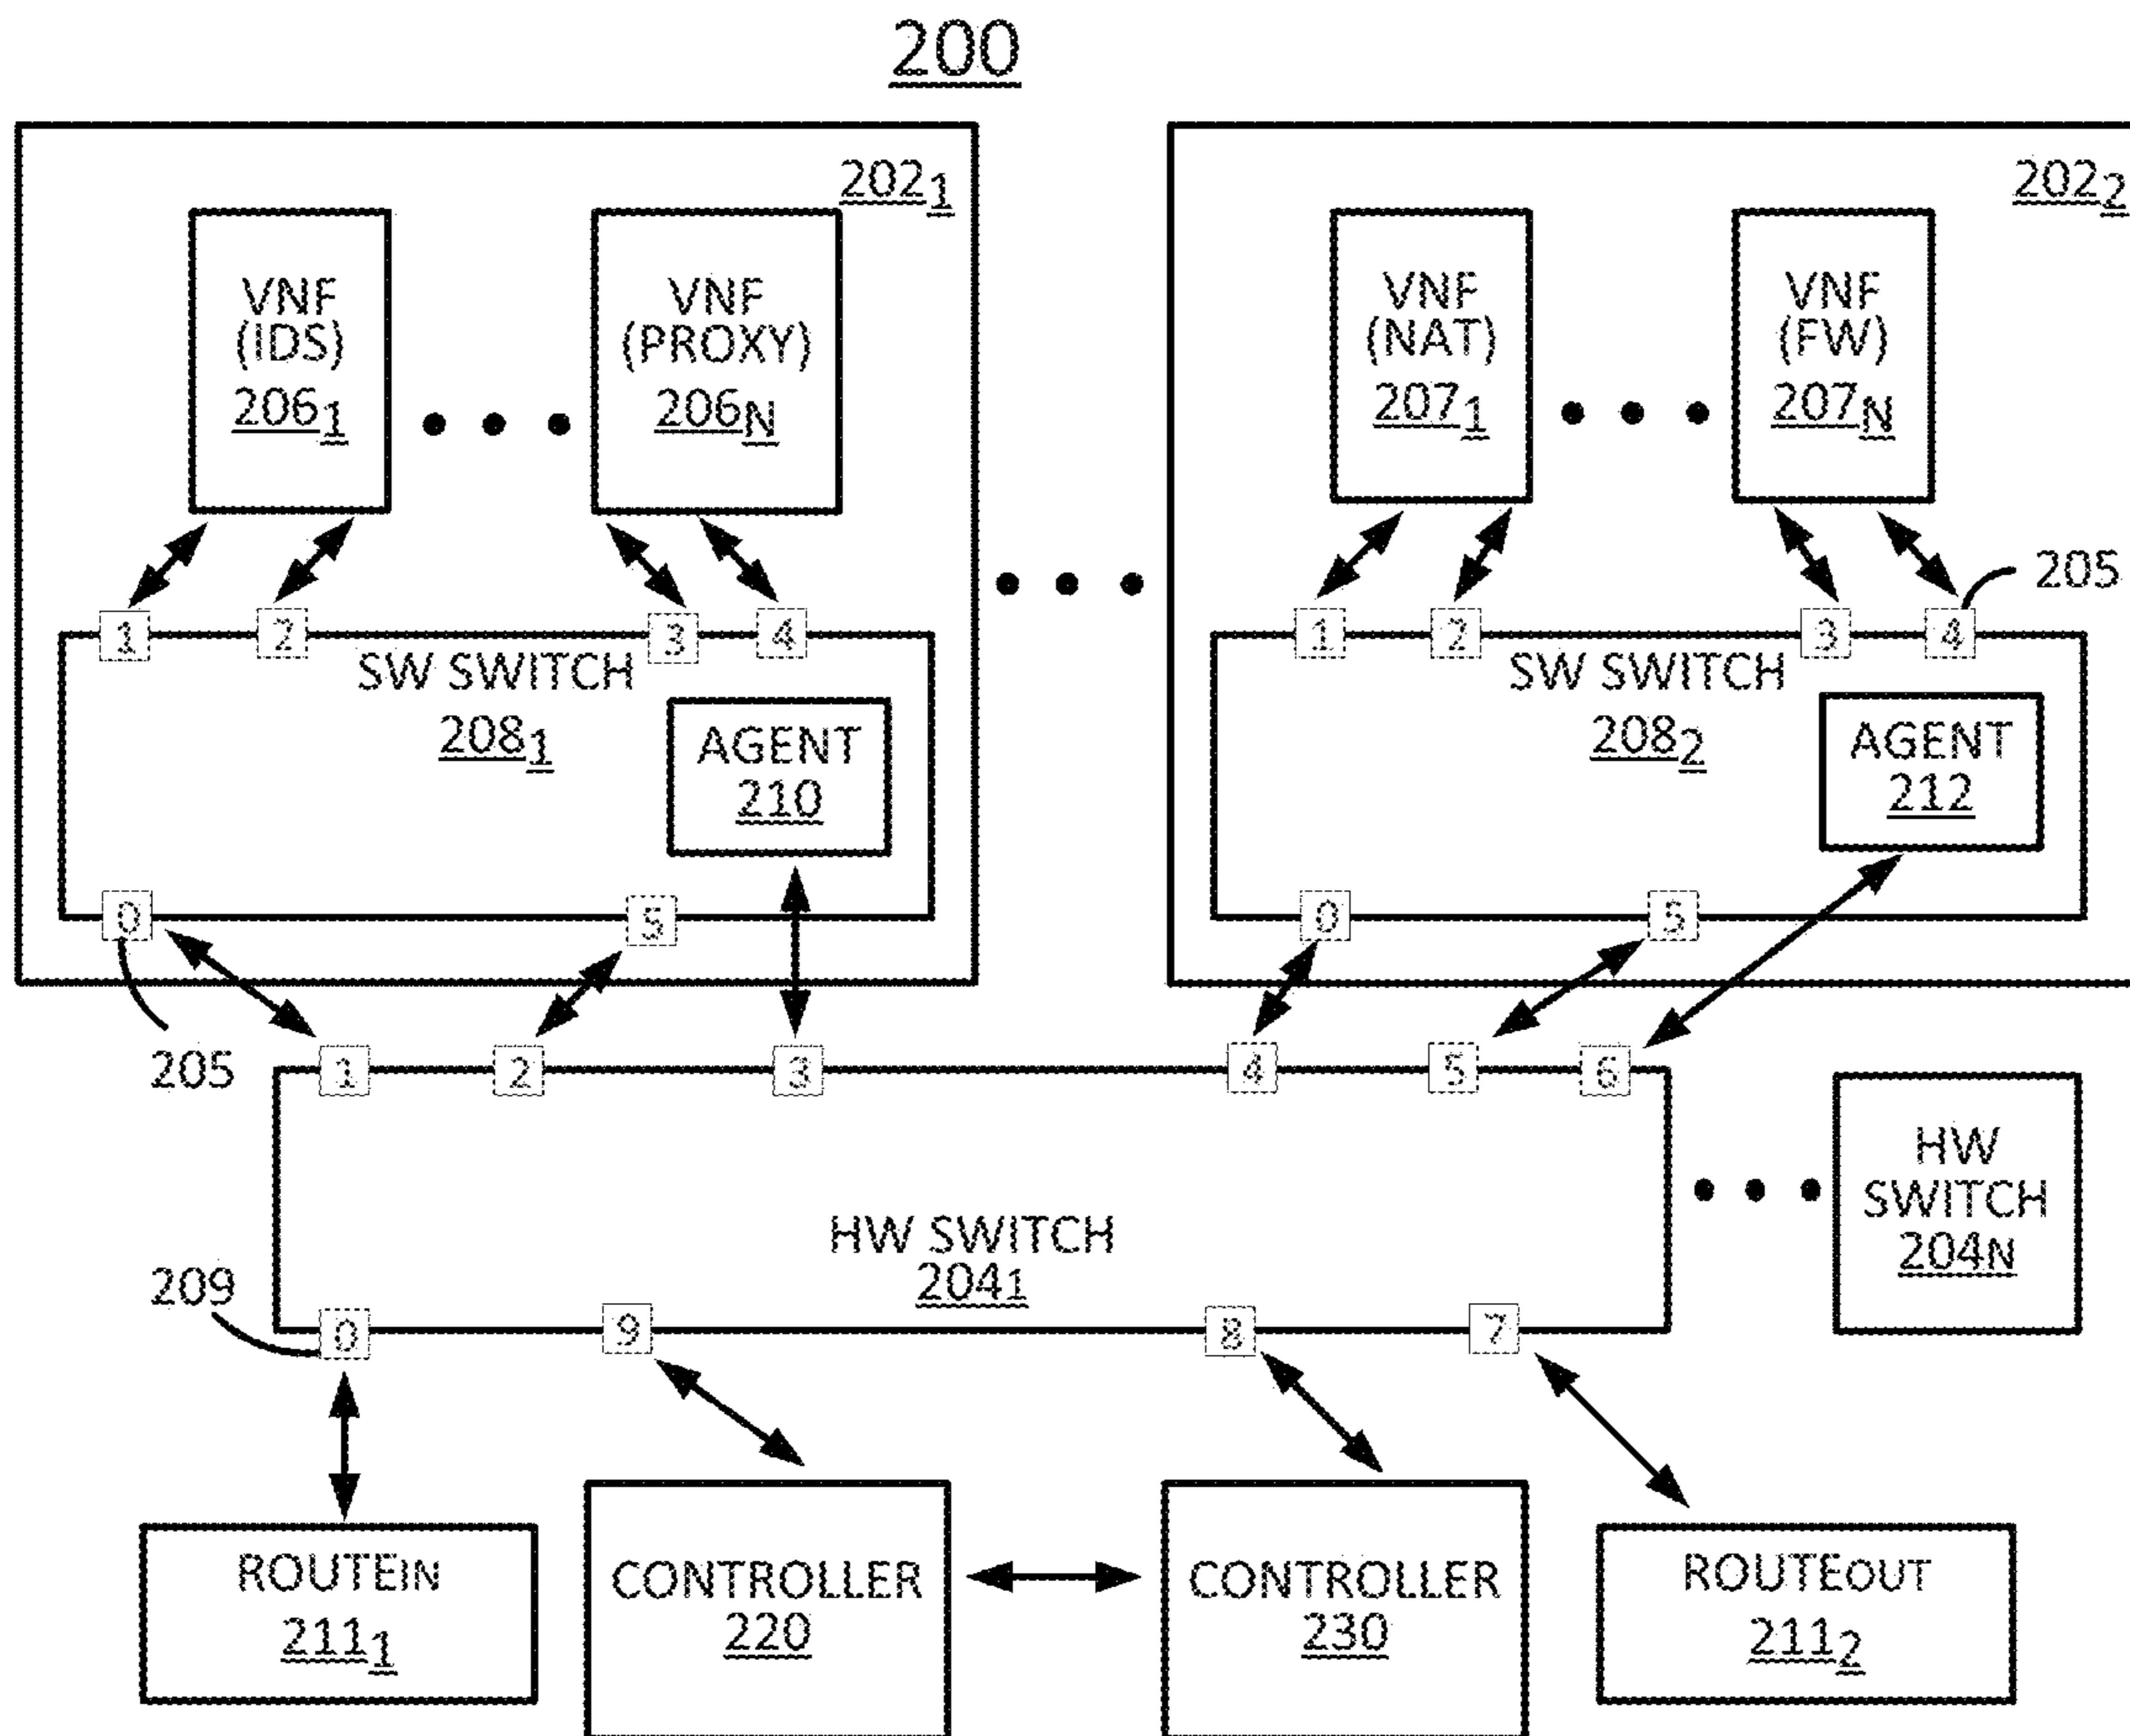 200
202₁
202₂
VNF
(IDS)
206₁
VNF
(PROXY)
206N
VNF
(NAT)
207₁
VNF
(FW)
207N
205
1
2
3
4
SW SWITCH
208₁
AGENT
210
0
5
1
2
3
4
SW SWITCH
208₂
AGENT
212
0
5
205
1
2
3
4
5
6
HW SWITCH
204₁
HW
SWITCH
204N
209
0
9
8
7
ROUTEIN
211₁
CONTROLLER
220
CONTROLLER
230
ROUTEOUT
211₂